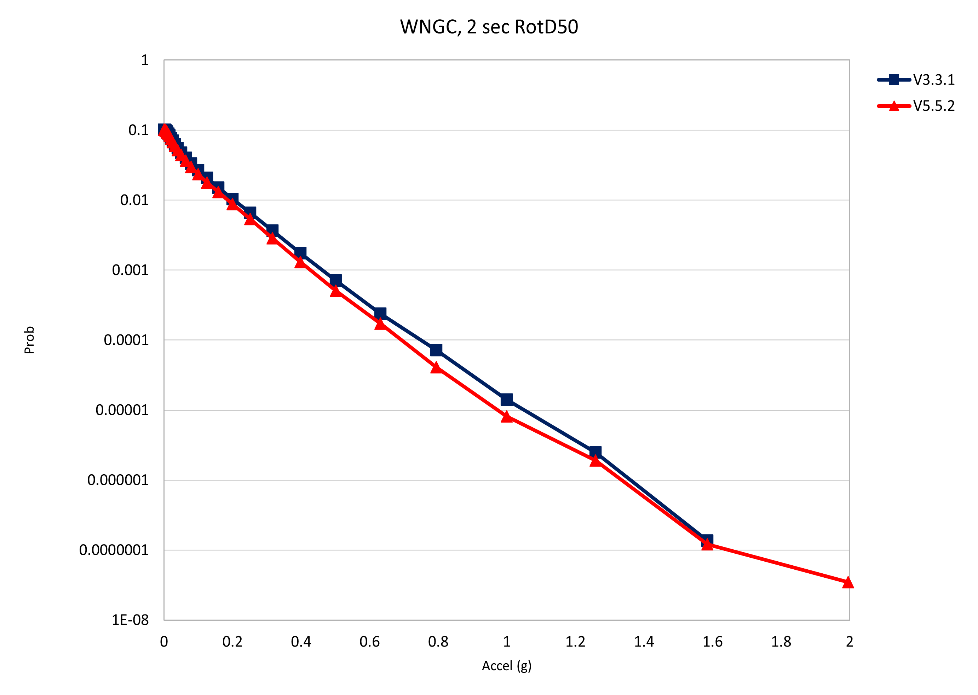 WNGC, 2 sec RotD50
1
0.1
0.01
0.001
0.0001
0.00001
0.000001
0.0000001
1E-08
Prob
0 0.2 0.4 0.6 0.8 1 1.2 1.4 1.6 1.8 2
Accel (g)
V3.3.1
V5.5.2